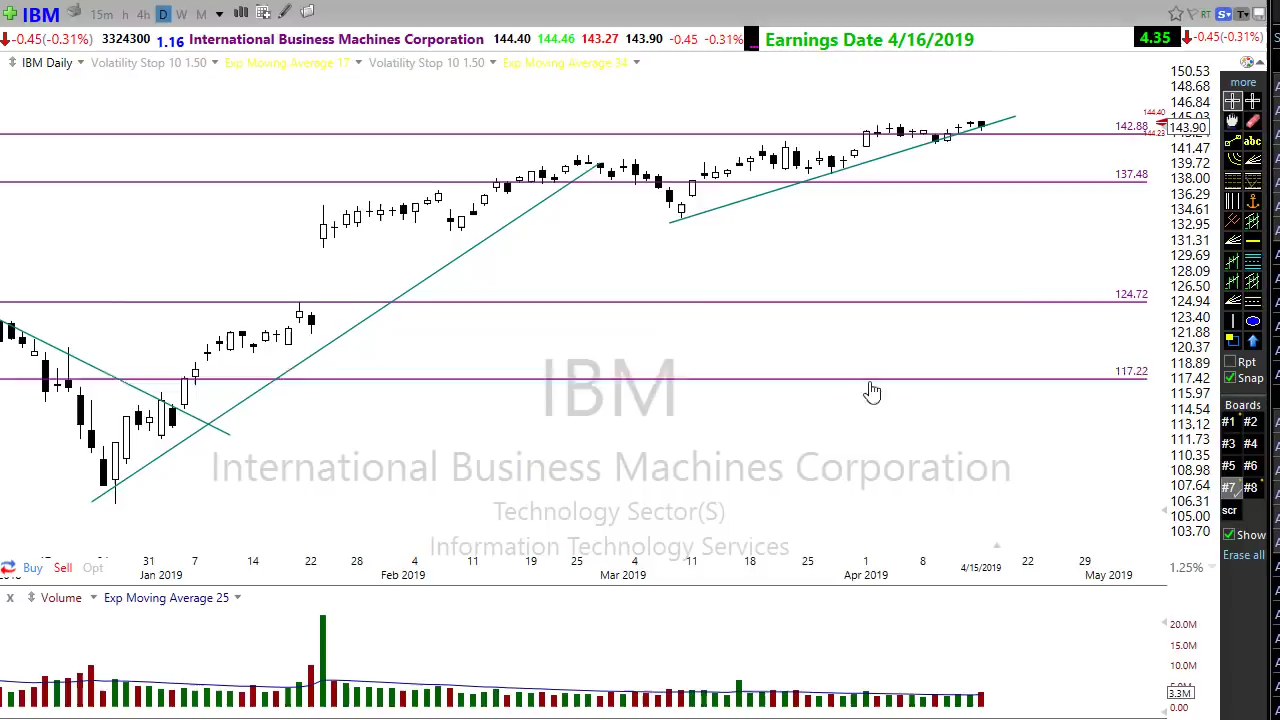 IBM 15m 1h 4h D W M RT S T
-0.45(-0.31%) 3324300 1.16 International Business Machines Corporation 144.40 144.46 143.27 143.90 -0.45 -0.31% Earnings Date 4/16/2019 4.35 -0.45(-0.31%)
IBM Daily Volatility Stop 10 1.50 Exp Moving Average 17 Volatility Stop 10 1.50 Exp Moving Average 34
150.53
148.68
146.84
144.40
142.88
143.90
144.23
141.47
139.72
137.48
138.00
136.29
134.61
132.95
131.31
129.69
128.09
126.50
124.72
124.94
123.40
121.88
120.37
118.89
117.22
117.42
115.97
114.54
113.12
111.73
110.35
108.98
107.64
106.31
105.00
103.70
more
abc
Rpt
Snap
Boards
#1 #2
#3 #4
#5 #6
#7 #8
scr
Show
Erase all
IBM
International Business Machines Corporation
Technology Sector(S)
Information Technology Services
31 7 14 22 28 4 11 19 25 4 11 18 25 1 8 4/15/2019 22 29
Jan 2019 Feb 2019 Mar 2019 Apr 2019 May 2019
Buy Sell Opt
1.25%
X Volume Exp Moving Average 25
20.0M
15.0M
10.0M
3.3M
0.00